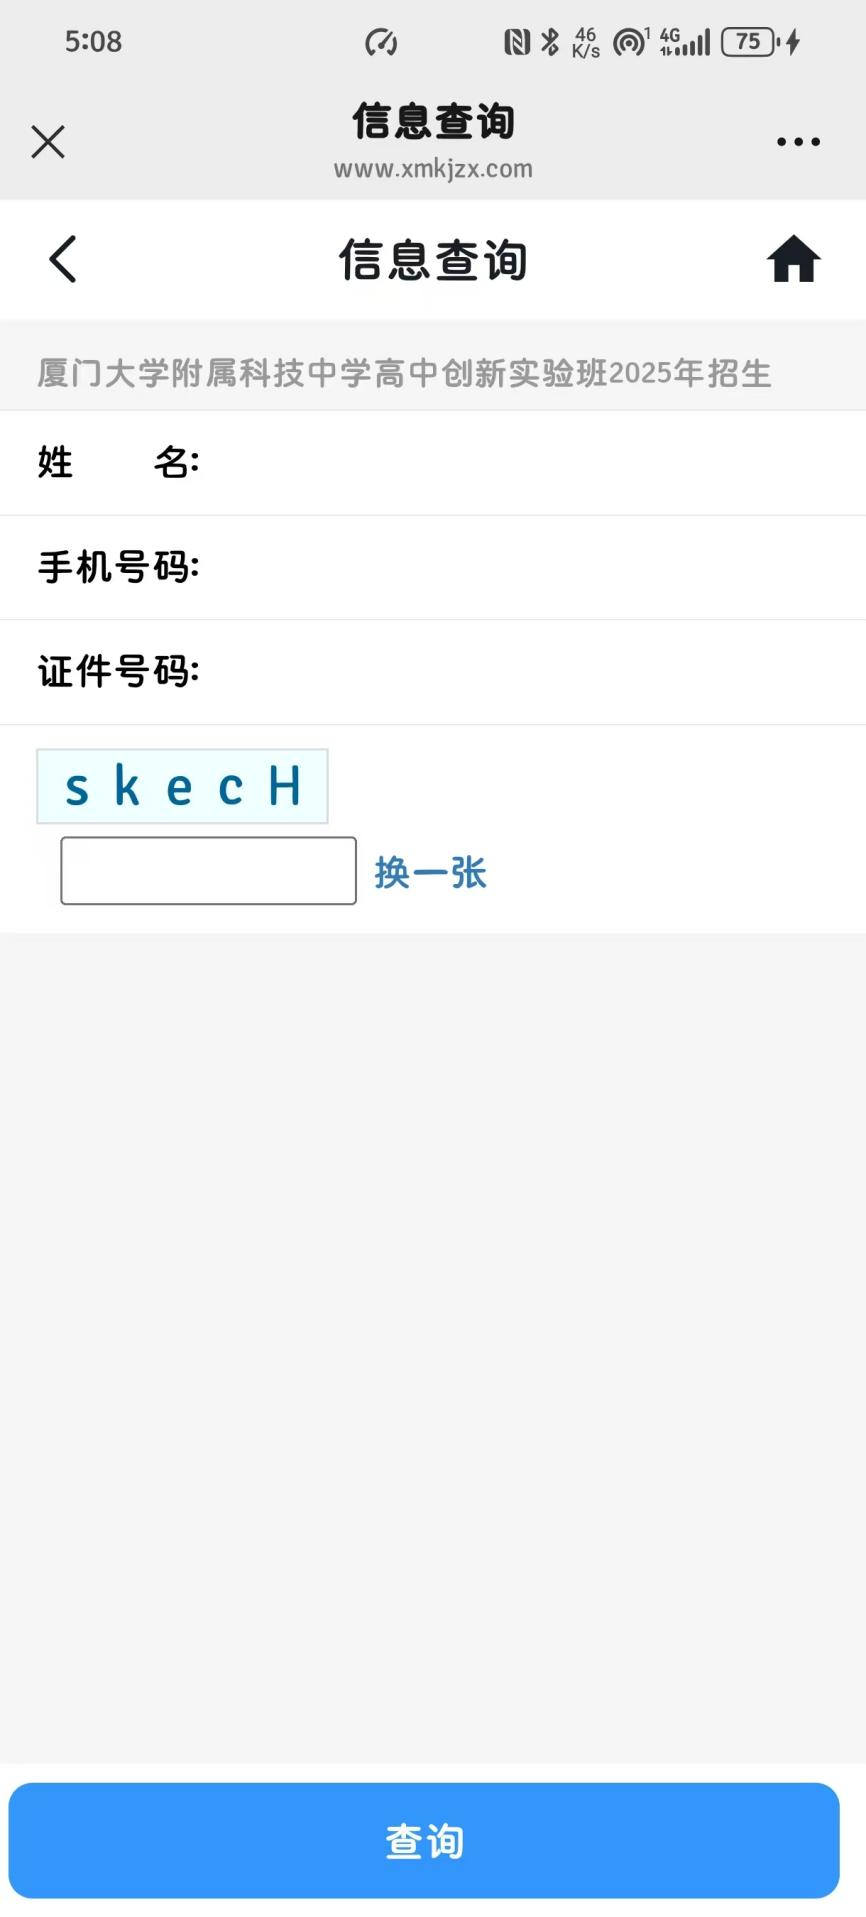 5:08 46 K/s 1 4G 75
信息查询
www.xmkjzx.com
信息查询
厦门大学附属科技中学高中创新实验班2025年招生
姓 名:
手机号码:
证件号码:
s k e c H
换一张
查询